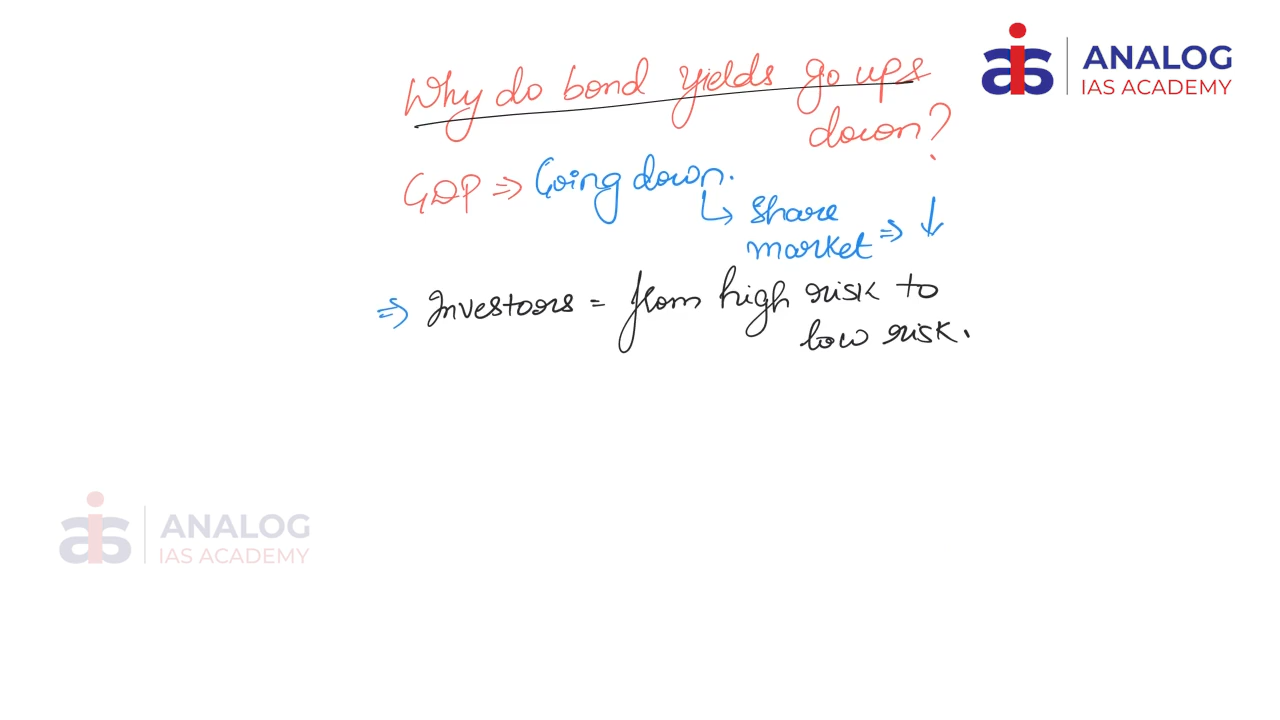 ANALOG
IAS ACADEMY
Why do bond yields go up &
down?
GDP ⇒ Going down.
↳ Share
market ⇒ ↓
⇒ Investors = from high risk to
low risk.
ANALOG
IAS ACADEMY